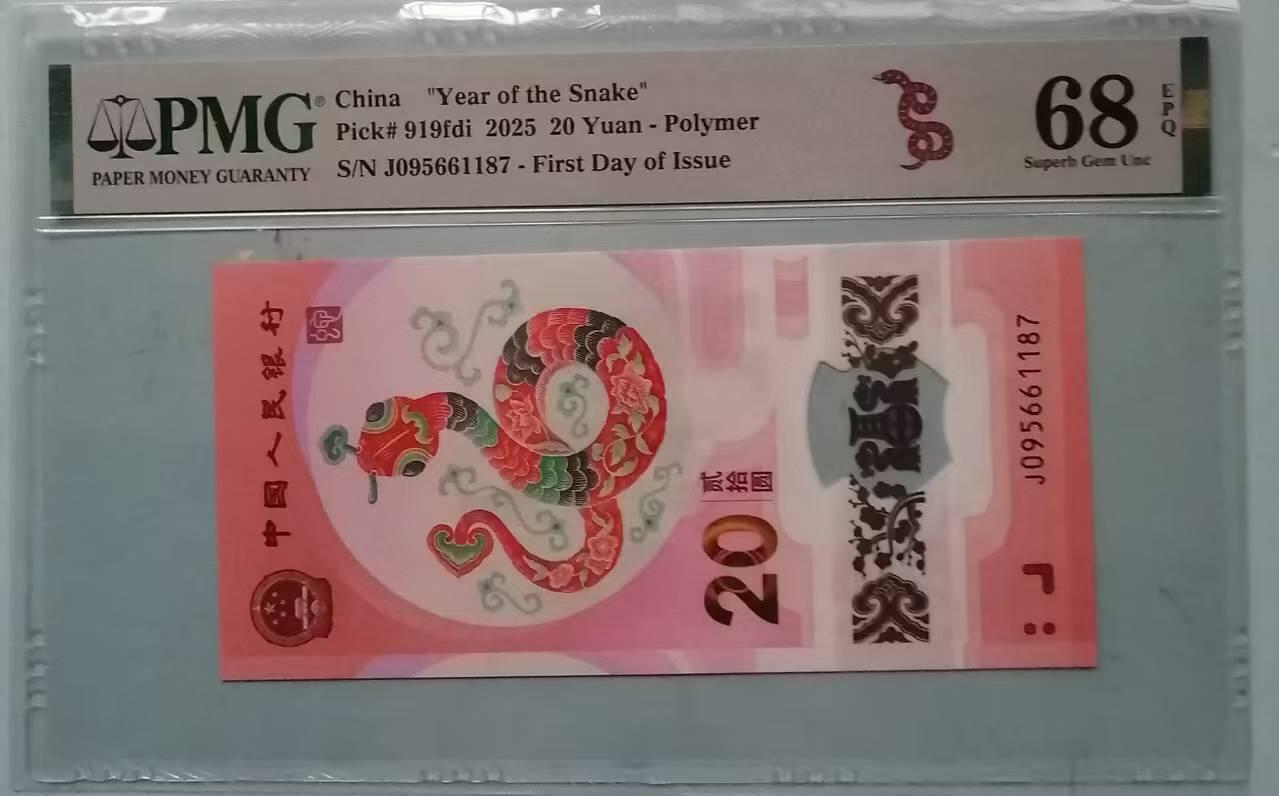 PMG®
PAPER MONEY GUARANTY
China "Year of the Snake"
Pick# 919fdi 2025 20 Yuan - Polymer
S/N J095661187 - First Day of Issue
68
EPQ
Superb Gem Unc
中国人民银行
贰拾圆
20
J095661187